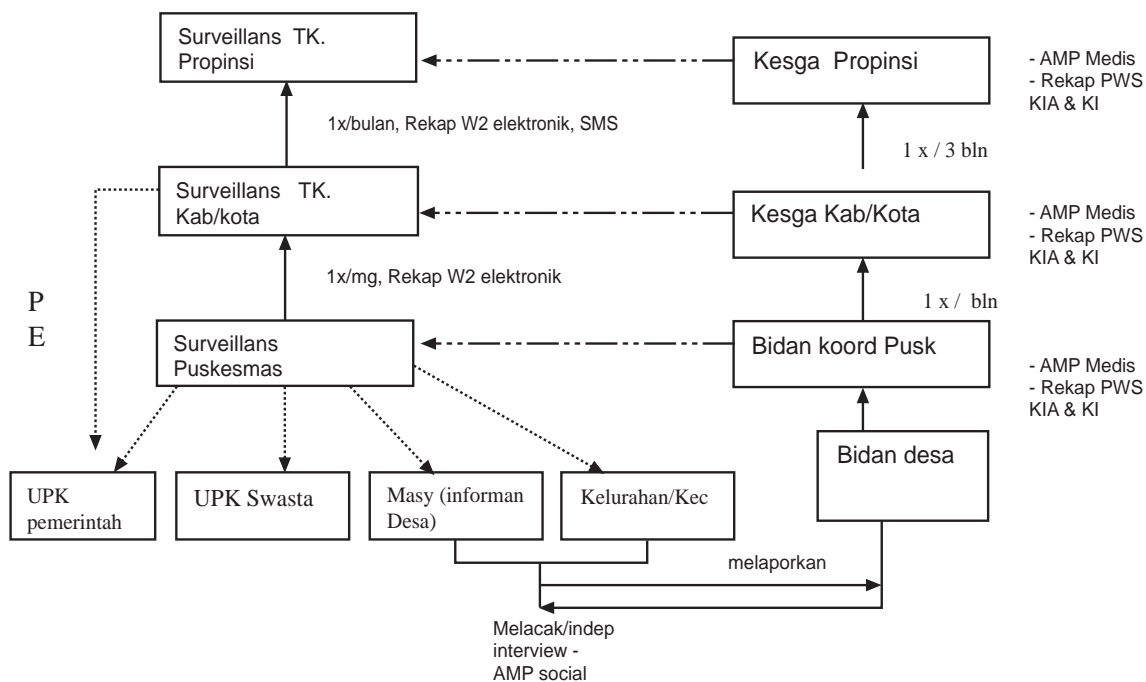 Surveillans TK.
Propinsi
Kesga Propinsi
- AMP Medis
- Rekap PWS
KIA & KI
1x/bulan, Rekap W2 elektronik, SMS
1 x / 3 bln
Surveillans TK.
Kab/kota
Kesga Kab/Kota
- AMP Medis
- Rekap PWS
KIA & KI
1x/mg, Rekap W2 elektronik
1 x / bln
P
E
Surveillans
Puskesmas
Bidan koord Pusk
- AMP Medis
- Rekap PWS
KIA & KI
Bidan desa
UPK
pemerintah
UPK Swasta
Masy (informan
Desa)
Kelurahan/Kec
melaporkan
Melacak/indep
interview -
AMP social